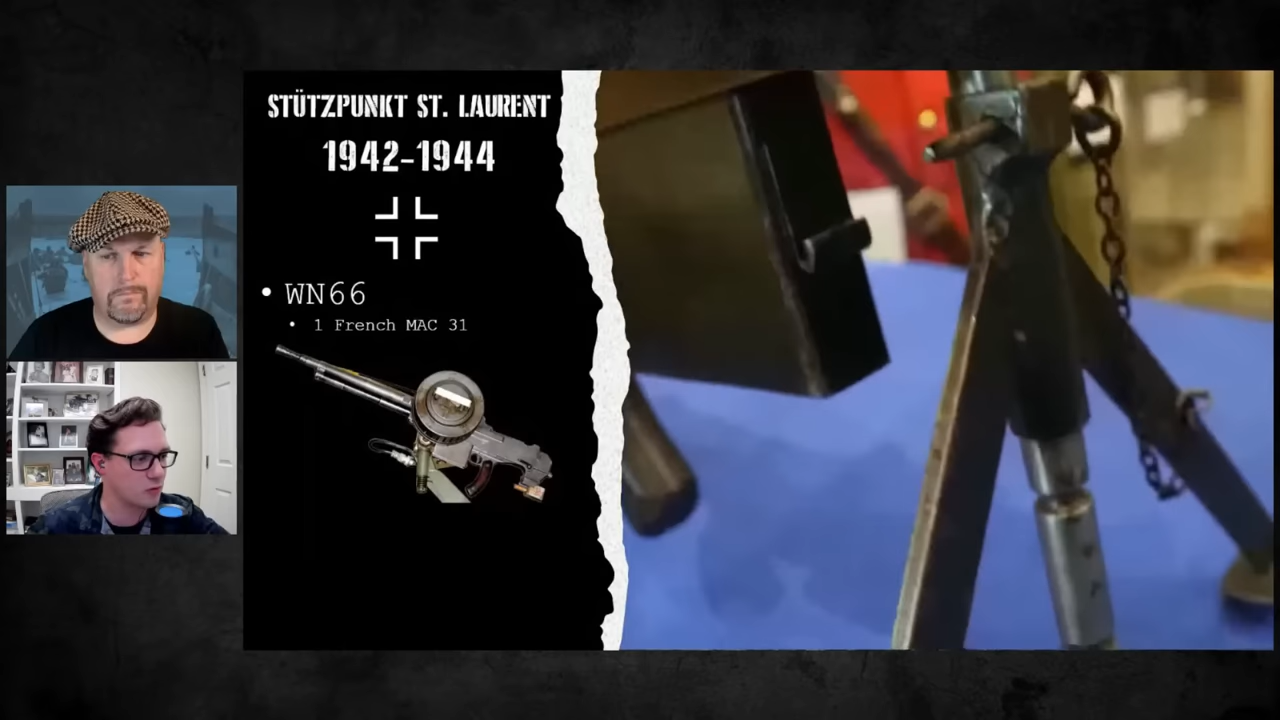 STÜTZPUNKT ST. LAURENT
1942-1944
• WN66
• 1 French MAC 31